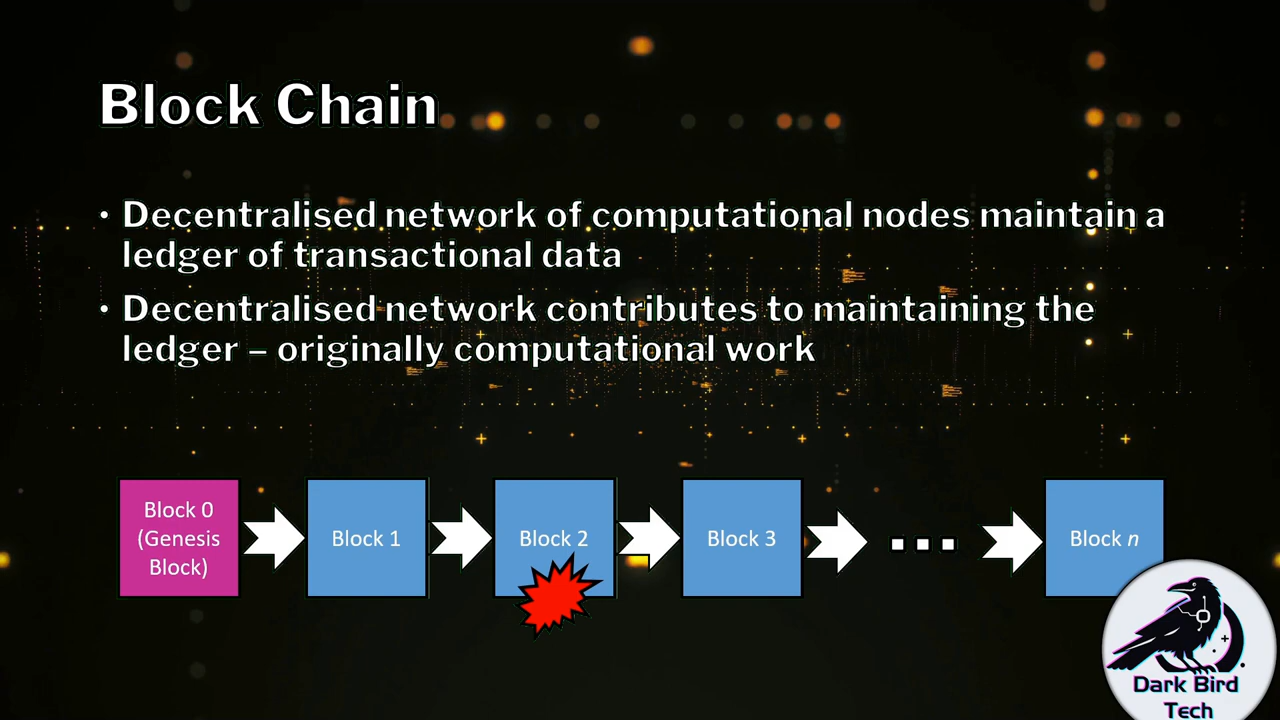 Block Chain
• Decentralised network of computational nodes maintain a
ledger of transactional data
• Decentralised network contributes to maintaining the
ledger – originally computational work
Block 0
(Genesis
Block)
Block 1
Block 2
Block 3
Block n
Dark Bird
Tech